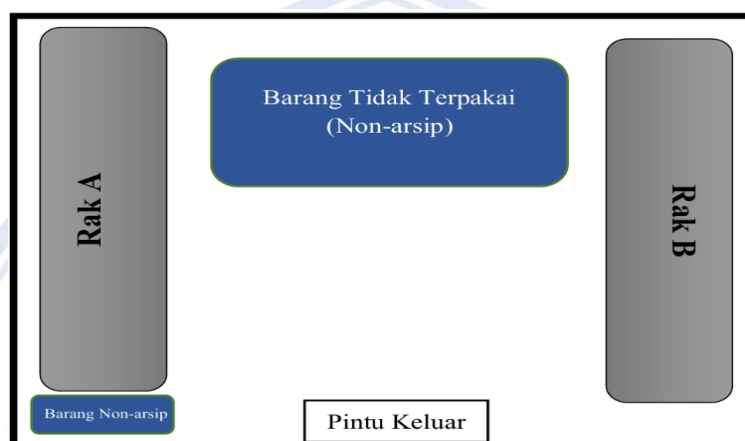 Barang Tidak Terpakai
(Non-arsip)
Rak A
Rak B
Barang Non-arsip
Pintu Keluar